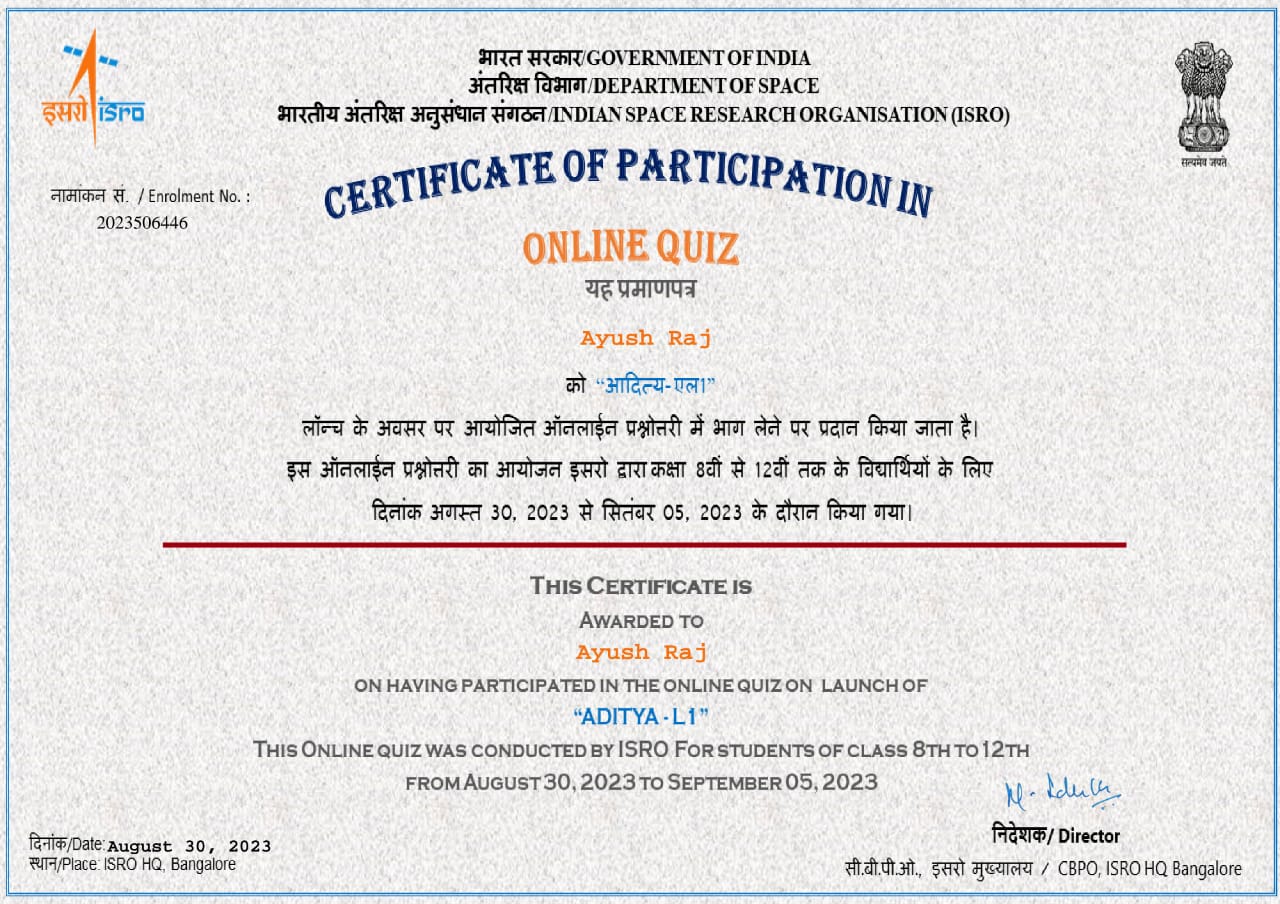 इसरो isro
भारत सरकार/GOVERNMENT OF INDIA
अंतरिक्ष विभाग/DEPARTMENT OF SPACE
भारतीय अंतरिक्ष अनुसंधान संगठन/INDIAN SPACE RESEARCH ORGANISATION (ISRO)
सत्यमेव जयते
CERTIFICATE OF PARTICIPATION IN
नामांकन सं. / Enrolment No. :
2023506446
ONLINE QUIZ
यह प्रमाणपत्र
Ayush Raj
को “आदित्य-एल1”
लॉन्च के अवसर पर आयोजित ऑनलाईन प्रश्नोत्तरी में भाग लेने पर प्रदान किया जाता है।
इस ऑनलाईन प्रश्नोत्तरी का आयोजन इसरो द्वारा कक्षा 8वीं से 12वीं तक के विद्यार्थियों के लिए
दिनांक अगस्त 30, 2023 से सितंबर 05, 2023 के दौरान किया गया।
THIS CERTIFICATE IS
AWARDED TO
Ayush Raj
ON HAVING PARTICIPATED IN THE ONLINE QUIZ ON LAUNCH OF
“ADITYA - L1”
THIS ONLINE QUIZ WAS CONDUCTED BY ISRO FOR STUDENTS OF CLASS 8TH TO 12TH
FROM AUGUST 30, 2023 TO SEPTEMBER 05, 2023
निदेशक/ Director
दिनांक/Date: August 30, 2023
स्थान/Place: ISRO HQ, Bangalore
सी.बी.पी.ओ., इसरो मुख्यालय / CBPO, ISRO HQ Bangalore